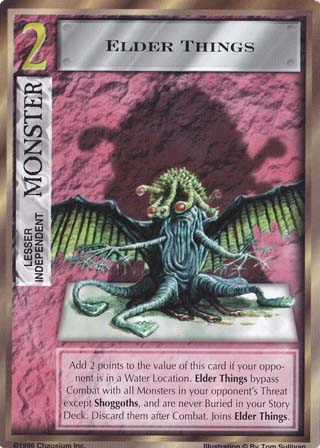 2
ELDER THINGS
MONSTER
LESSER
INDEPENDENT
Add 2 points to the value of this card if your oppo-
nent is in a Water Location. Elder Things bypass
Combat with all Monsters in your opponent's Threat
except Shoggoths, and are never Buried in your Story
Deck. Discard them after Combat. Joins Elder Things.
©1996 Chaosium Inc.
Illustration © By Tom Sullivan